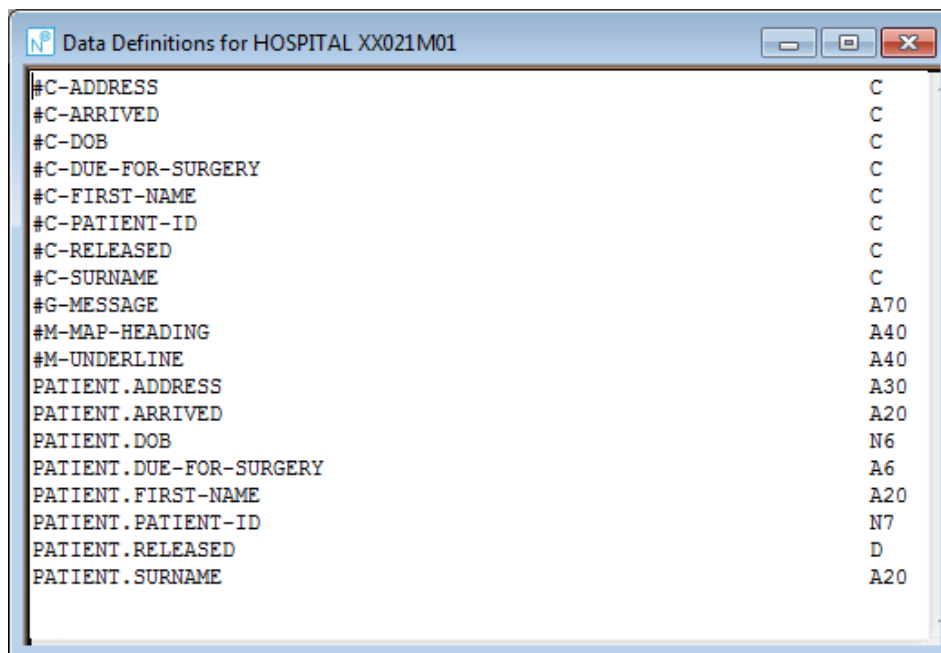 Data Definitions for HOSPITAL XX021M01
#C-ADDRESS C
#C-ARRIVED C
#C-DOB C
#C-DUE-FOR-SURGERY C
#C-FIRST-NAME C
#C-PATIENT-ID C
#C-RELEASED C
#C-SURNAME C
#G-MESSAGE A70
#M-MAP-HEADING A40
#M-UNDERLINE A40
PATIENT.ADDRESS A30
PATIENT.ARRIVED A20
PATIENT.DOB N6
PATIENT.DUE-FOR-SURGERY A6
PATIENT.FIRST-NAME A20
PATIENT.PATIENT-ID N7
PATIENT.RELEASED D
PATIENT.SURNAME A20